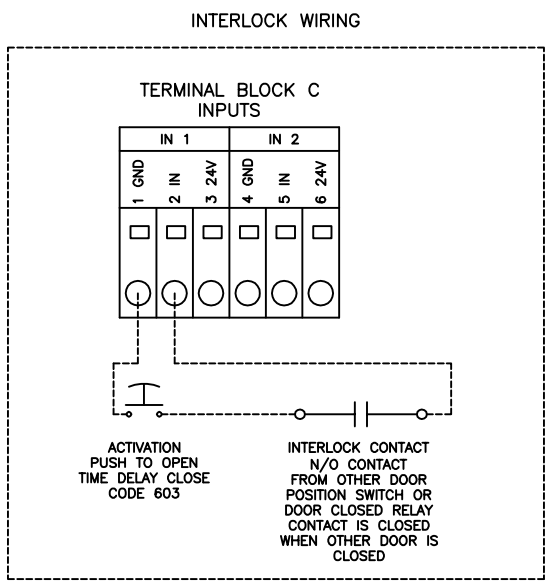 INTERLOCK WIRING
TERMINAL BLOCK C
INPUTS
IN 1
IN 2
1 GND
2 IN
3 24V
4 GND
5 IN
6 24V
ACTIVATION
PUSH TO OPEN
TIME DELAY CLOSE
CODE 603
INTERLOCK CONTACT
N/O CONTACT
FROM OTHER DOOR
POSITION SWITCH OR
DOOR CLOSED RELAY
CONTACT IS CLOSED
WHEN OTHER DOOR IS
CLOSED